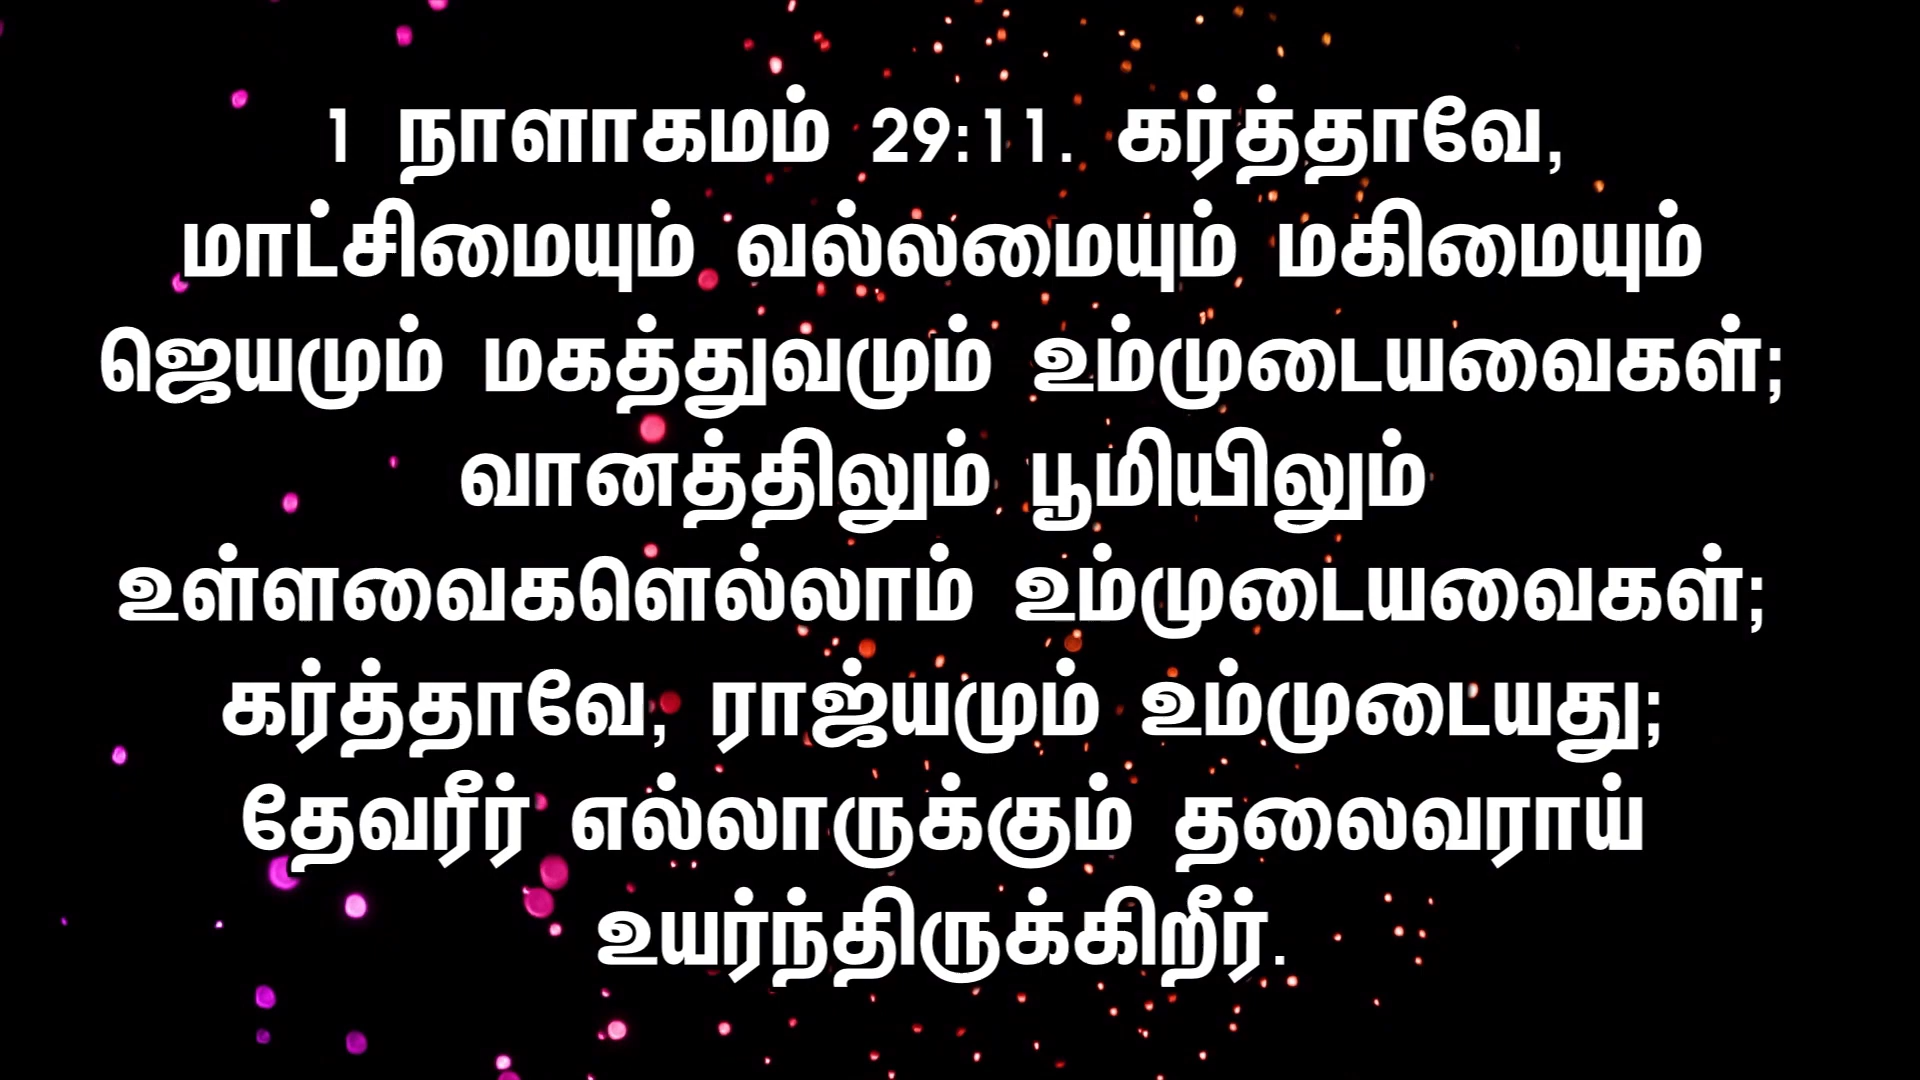 1 நாளாகமம் 29:11. கர்த்தாவே,
மாட்சிமையும் வல்லமையும் மகிமையும்
ஜெயமும் மகத்துவமும் உம்முடையவைகள்;
வானத்திலும் பூமியிலும்
உள்ளவைகளெல்லாம் உம்முடையவைகள்;
கர்த்தாவே, ராஜ்யமும் உம்முடையது;
தேவரீர் எல்லாருக்கும் தலைவராய்
உயர்ந்திருக்கிறீர்.